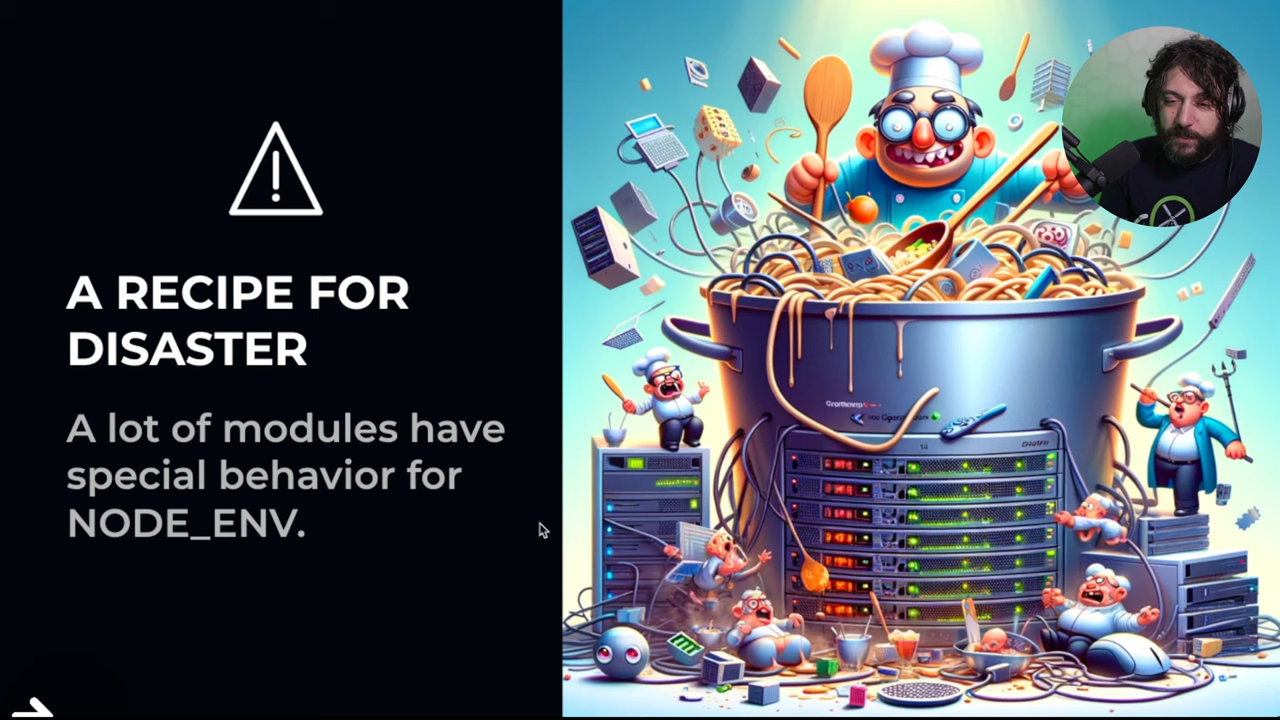 A RECIPE FOR
DISASTER
A lot of modules have
special behavior for
NODE_ENV.